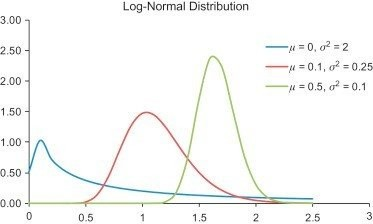 Log-Normal Distribution
3.00
2.50
2.00
1.50
1.00
0.50
0.00
0 0.5 1 1.5 2 2.5 3
μ = 0, σ² = 2
μ = 0.1, σ² = 0.25
μ = 0.5, σ² = 0.1